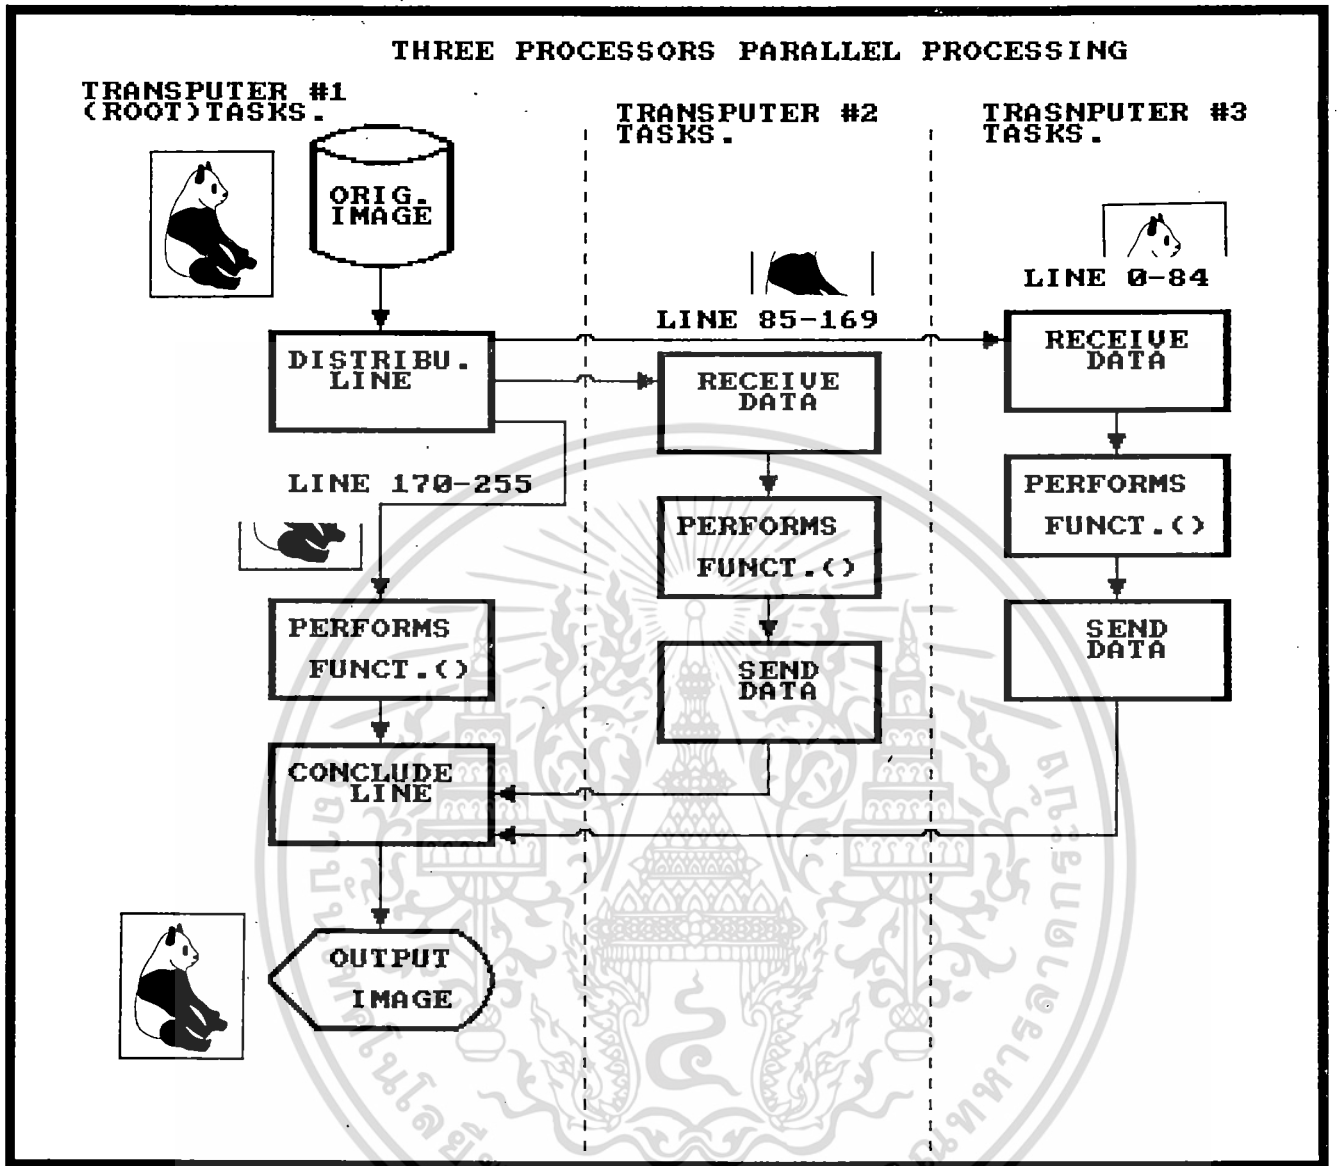 THREE PROCESSORS PARALLEL PROCESSING
TRANSPUTER #1
(ROOT)TASKS.
TRANSPUTER #2
TASKS.
TRASNPUTER #3
TASKS.
ORIG.
IMAGE
LINE 0-84
LINE 85-169
DISTRIBU.
LINE
RECEIVE
DATA
RECEIVE
DATA
LINE 170-255
PERFORMS
FUNCT.()
PERFORMS
FUNCT.()
PERFORMS
FUNCT.()
SEND
DATA
SEND
DATA
CONCLUDE
LINE
OUTPUT
IMAGE